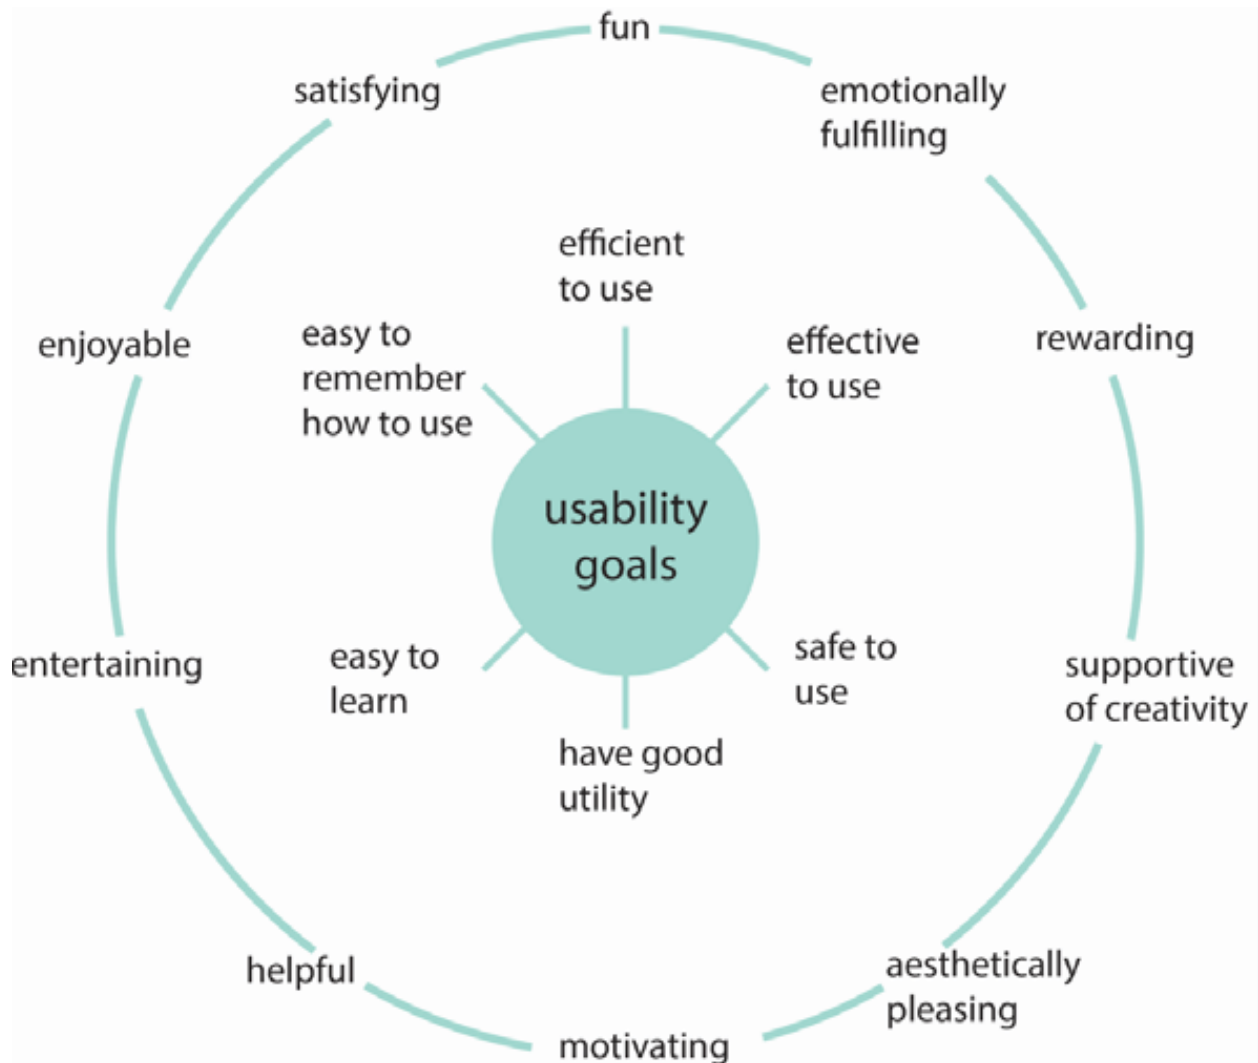 fun
satisfying
emotionally
fulfilling
efficient
to use
easy to
remember
how to use
effective
to use
enjoyable
rewarding
usability
goals
entertaining
easy to
learn
safe to
use
supportive
of creativity
have good
utility
helpful
aesthetically
pleasing
motivating